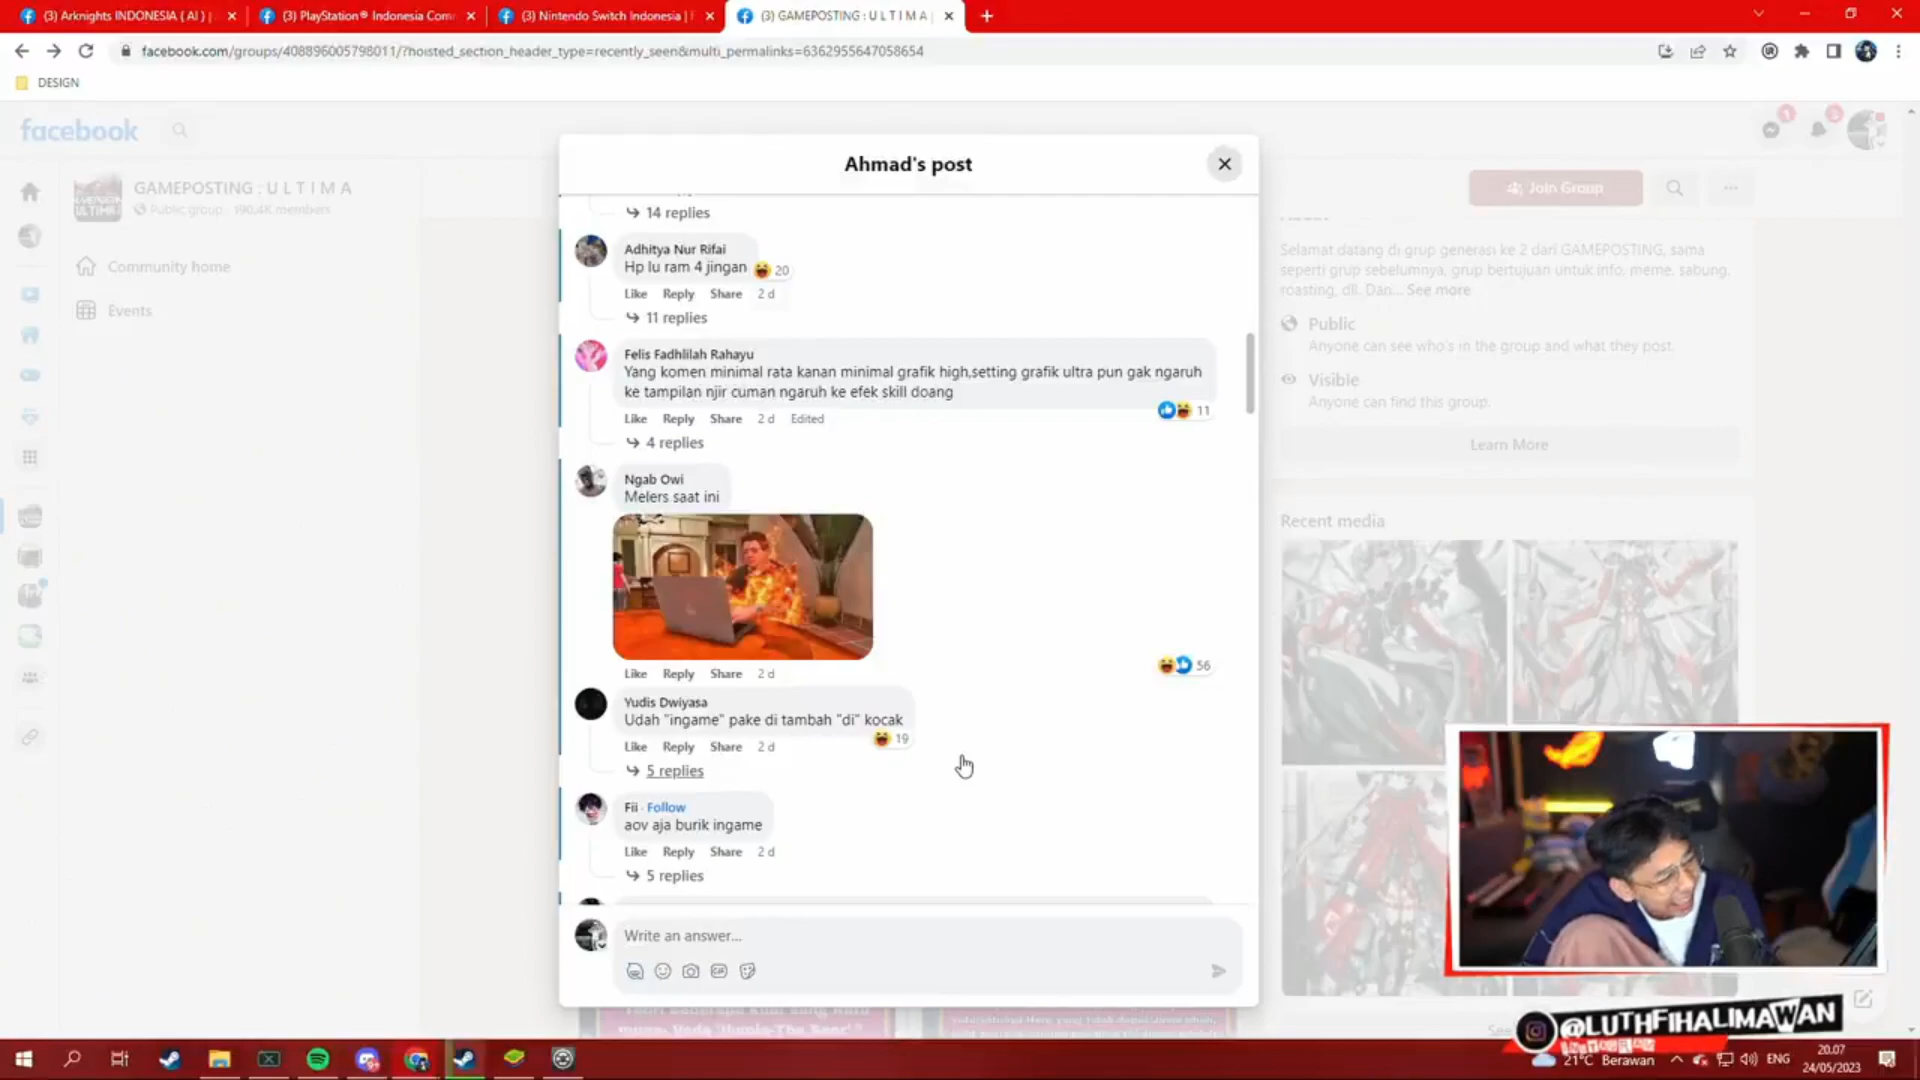 (3) Arknights INDONESIA ( AI ) |
(3) PlayStation® Indonesia Com
(3) Nintendo Switch Indonesia |
(3) GAMEPOSTING : U L T I M A
facebook.com/groups/408896005798011/?hoisted_section_header_type=recently_seen&multi_permalinks=6362955647058654
DESIGN
facebook
1
3
GAMEPOSTING : U L T I M A
Public group · 190.4K members
Community home
Events
Ahmad's post
14 replies
Adhitya Nur Rifai
Hp lu ram 4 jingan
20
Like Reply Share 2 d
11 replies
Felis Fadhlilah Rahayu
Yang komen minimal rata kanan minimal grafik high,setting grafik ultra pun gak ngaruh
ke tampilan njir cuman ngaruh ke efek skill doang
11
Like Reply Share 2 d Edited
4 replies
Ngab Owi
Melers saat ini
56
Like Reply Share 2 d
Yudis Dwiyasa
Udah "ingame" pake di tambah "di" kocak
19
Like Reply Share 2 d
5 replies
Fii · Follow
aov aja burik ingame
Like Reply Share 2 d
5 replies
Write an answer...
GIF
Join Group
Selamat datang di grup generasi ke 2 dari GAMEPOSTING, sama
seperti grup sebelumnya, grup bertujuan untuk info, meme, sabung,
roasting, dll. Dan... See more
Public
Anyone can see who's in the group and what they post.
Visible
Anyone can find this group.
Learn More
Recent media
See
@LUTHFIHALIMAWAN
INSTAGRAM
21°C Berawan
ENG
20.07
24/05/2023